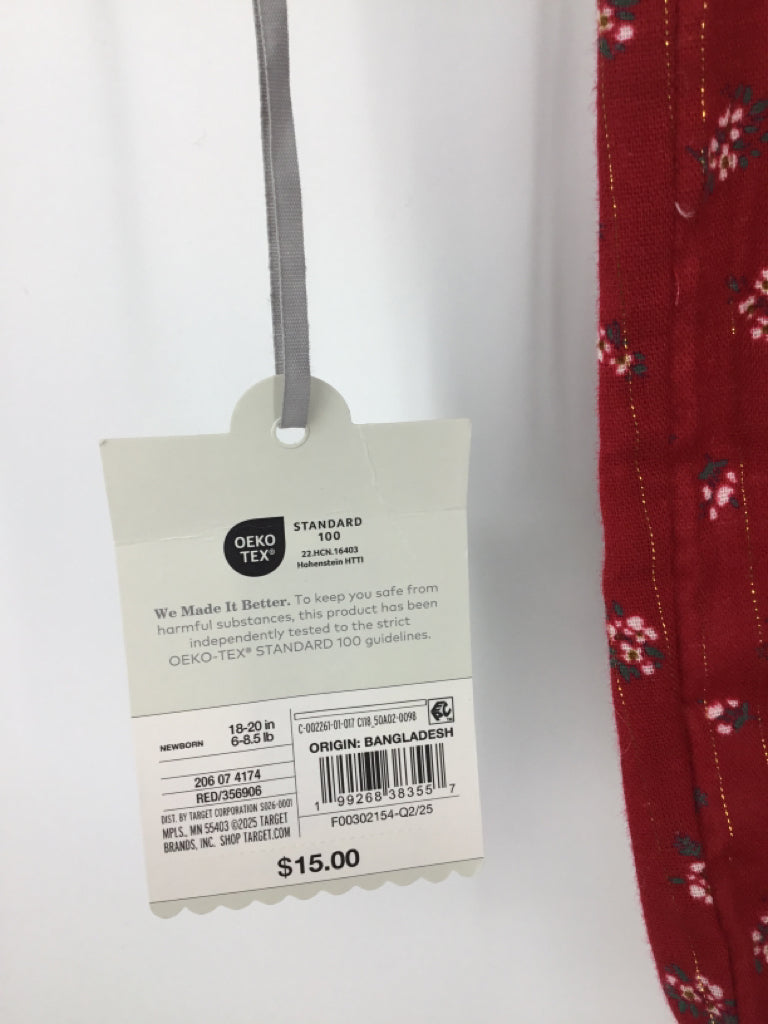 OEKO
TEX®
STANDARD
100
22.HCN.16403
Hohenstein HTTI
We Made It Better. To keep you safe from
harmful substances, this product has been
independently tested to the strict
OEKO-TEX® STANDARD 100 guidelines.
NEWBORN
18-20 in
6-8.5 lb
206 07 4174
RED/356906
DIST. BY TARGET CORPORATION S026-0001
MPLS., MN 55403 ©2025 TARGET
BRANDS, INC. SHOP TARGET.COM
C-002261-01-017 C118_50A02-0098
ORIGIN: BANGLADESH
1 99268 38355 7
F00302154-Q2/25
$15.00